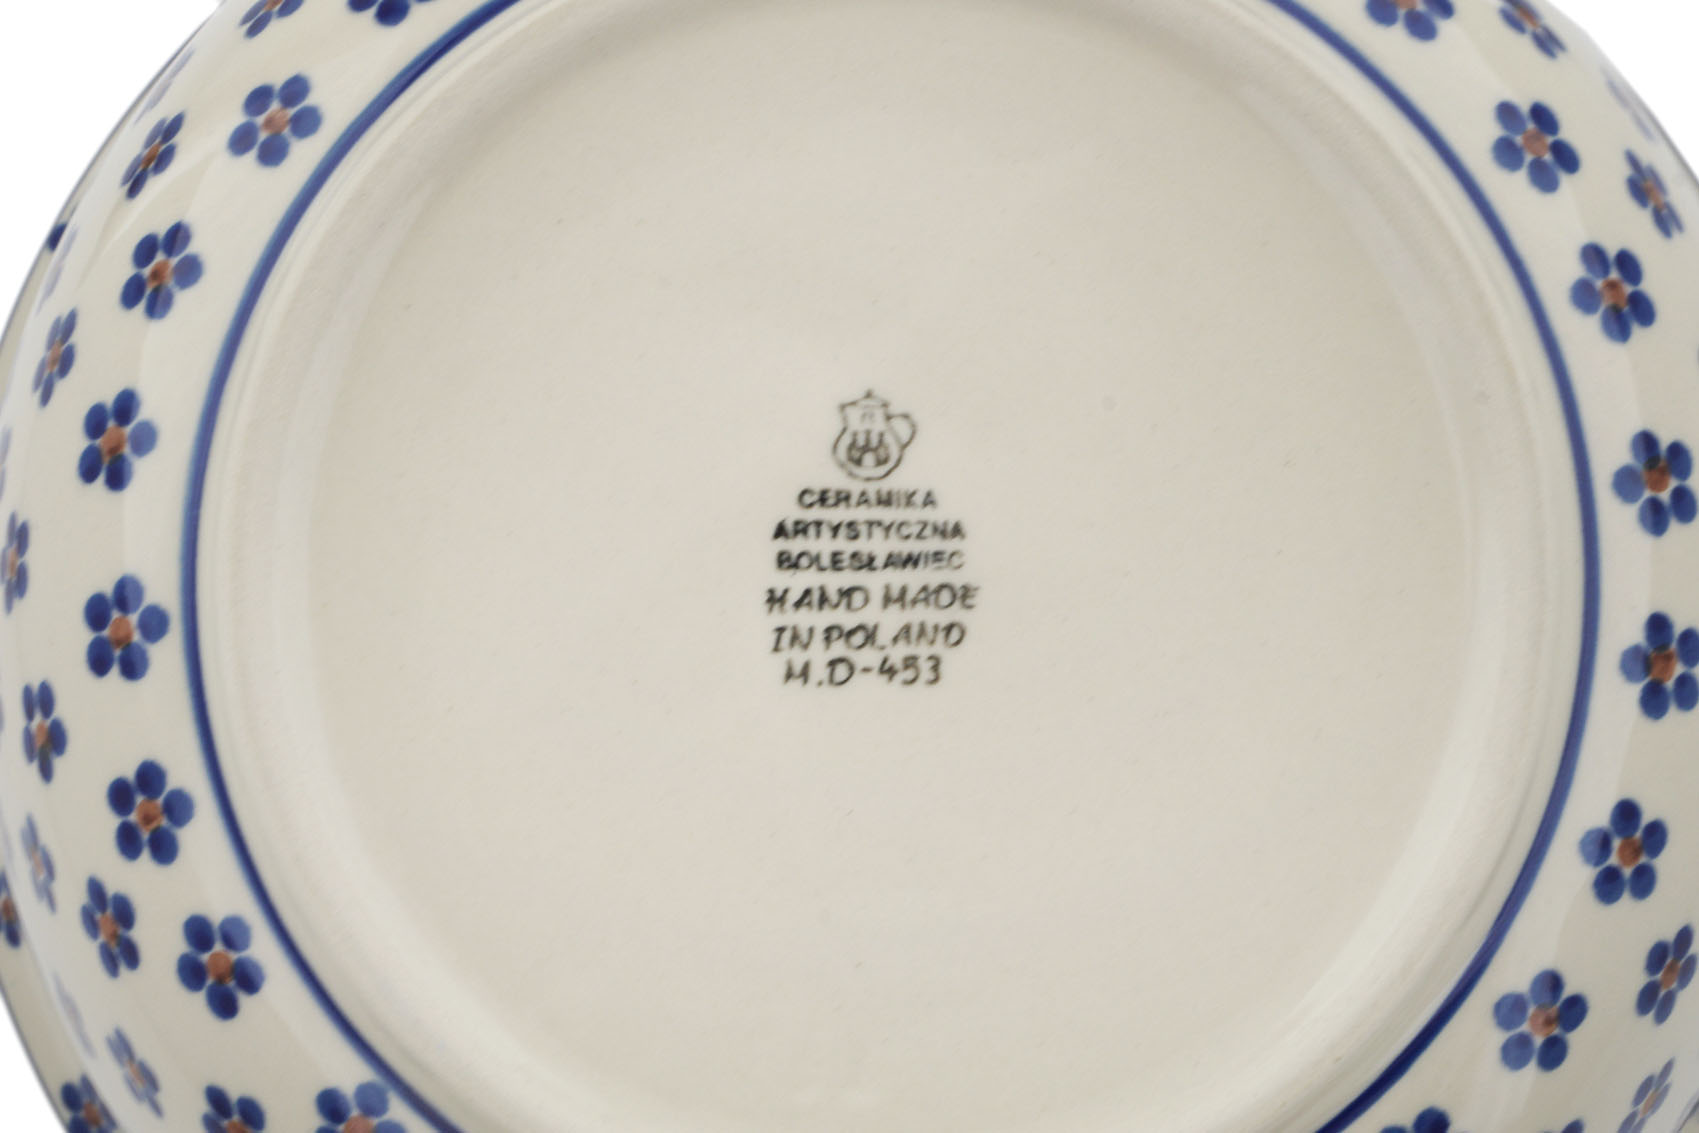 CERAMIKA
ARTYSTYCZNA
BOLESŁAWIEC
HAND MADE
IN POLAND
M.D-453